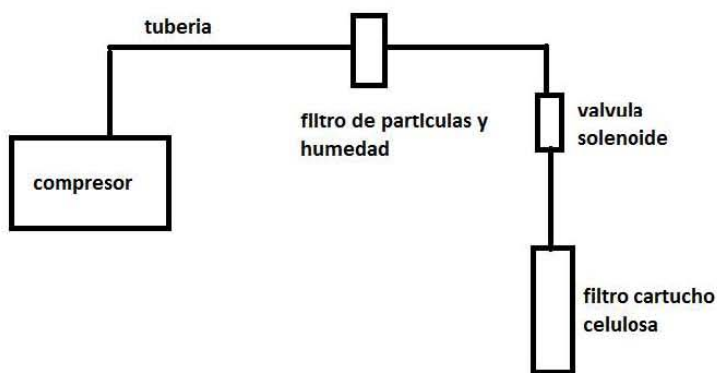 tuberia
filtro de particulas y
humedad
valvula
solenoide
compresor
filtro cartucho
celulosa